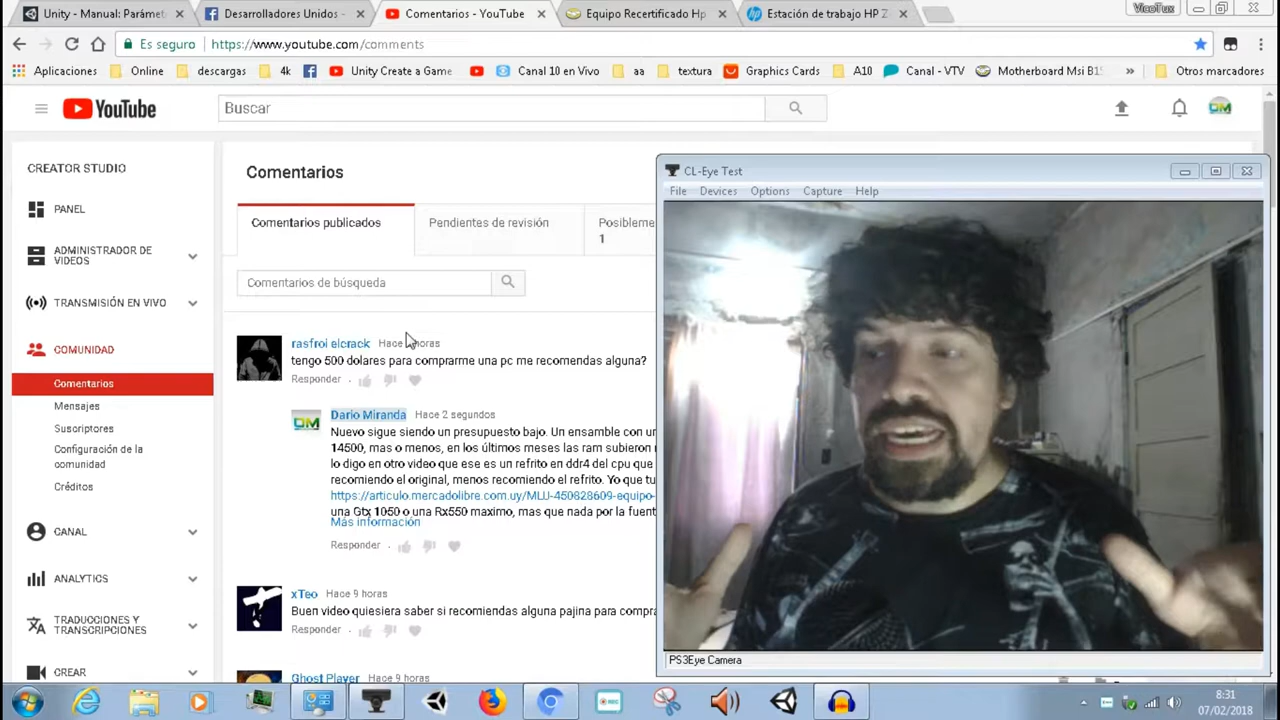 Unity - Manual: Parámet
Desarrolladores Unidos -
Comentarios - YouTube
Equipo Recertificado Hp
Estación de trabajo HP Z
VicoTux
Es seguro
https://www.youtube.com/comments
Aplicaciones
Online
descargas
4k
Unity Create a Game
Canal 10 en Vivo
aa
textura
Graphics Cards
A10
Canal - VTV
Motherboard Msi B15
»
Otros marcadores
YouTube
Buscar
DM
CREATOR STUDIO
PANEL
ADMINISTRADOR DE
VIDEOS
TRANSMISIÓN EN VIVO
COMUNIDAD
Comentarios
Mensajes
Suscriptores
Configuración de la
comunidad
Créditos
CANAL
ANALYTICS
TRADUCCIONES Y
TRANSCRIPCIONES
CREAR
Comentarios
Comentarios publicados
Pendientes de revisión
Posibleme
1
Comentarios de búsqueda
rasfroi elcrack
Hace horas
tengo 500 dolares para comprarme una pc me recomendas alguna?
Responder
DM
Dario Miranda Hace 2 segundos
Nuevo sigue siendo un presupuesto bajo. Un ensamble con un
14500, mas o menos, en los últimos meses las ram subieron
lo digo en otro video que ese es un refrito en ddr4 del cpu que
recomiendo el original, menos recomiendo el refrito. Yo que tu
https://articulo.mercadolibre.com.uy/MLU-450828609-equipo-
una Gtx 1050 o una Rx550 maximo, mas que nada por la fuent
Más información
Responder
xTeo Hace 9 horas
Buen video quesiera saber si recomiendas alguna pajina para compra
Responder
Ghost Player Hace 9 horas
CL-Eye Test
File Devices Options Capture Help
PS3Eye Camera
REC
8:31
07/02/2018